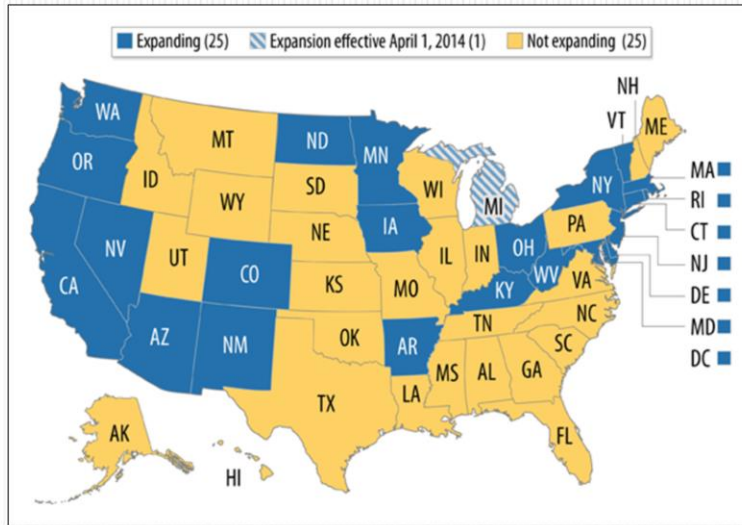 Expanding (25) Expansion effective April 1, 2014 (1) Not expanding (25)
NH
VT
WA
MT
ND
MN
ME
OR
ID
SD
WI
NY
MA
WY
MI
RI
IA
PA
CT
NV
NE
IL
IN
OH
NJ
UT
CO
WV
CA
KS
MO
KY
VA
DE
NC
MD
AZ
NM
OK
TN
AR
SC
DC
MS
AL
GA
TX
LA
AK
FL
HI